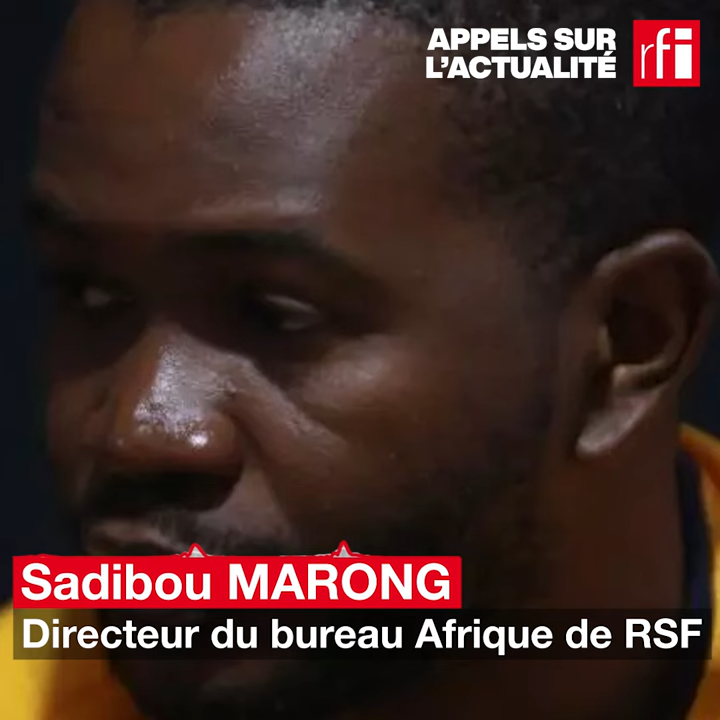 APPELS SUR
L'ACTUALITÉ
rfi
Sadibou MARONG
Directeur du bureau Afrique de RSF